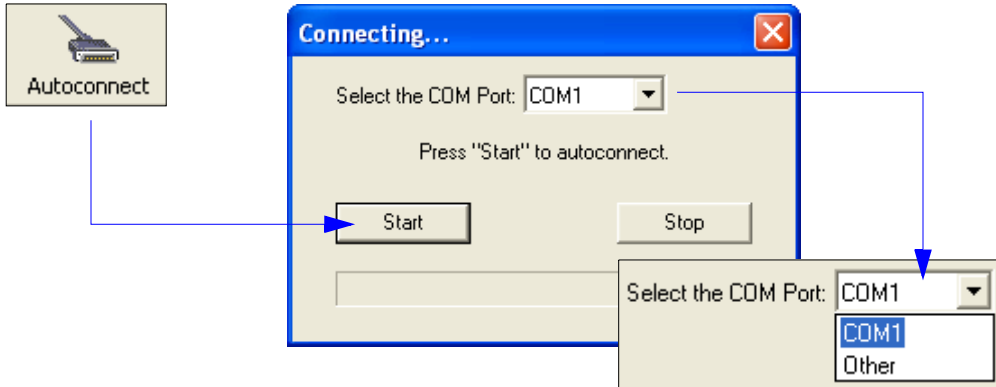 Autoconnect
Connecting...
Select the COM Port: COM1
Press "Start" to autoconnect.
Start
Stop
Select the COM Port: COM1
COM1
Other